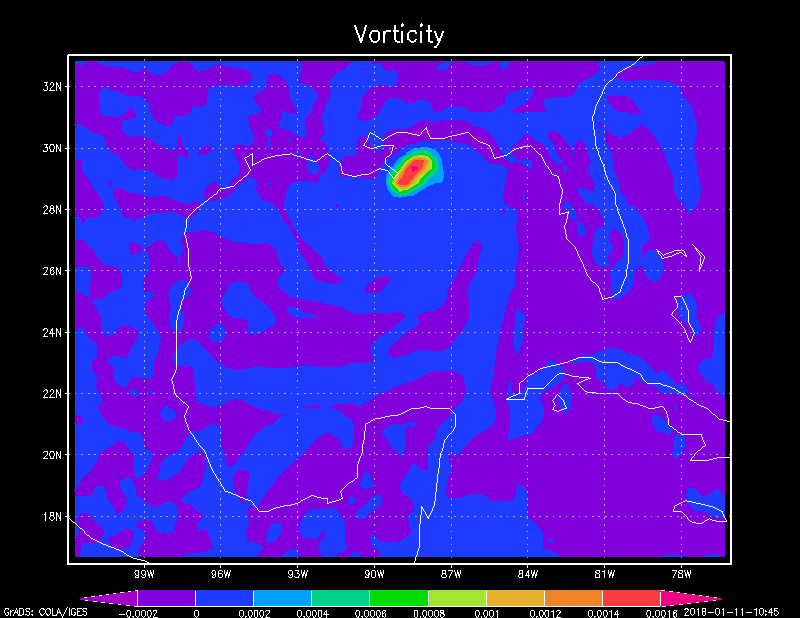 Vorticity
32N
30N
28N
26N
24N
22N
20N
18N
99W 96W 93W 90W 87W 84W 81W 78W
-0.0002 0 0.0002 0.0004 0.0006 0.0008 0.001 0.0012 0.0014 0.0016
GrADS: COLA/IGES 2018-01-11-10:45